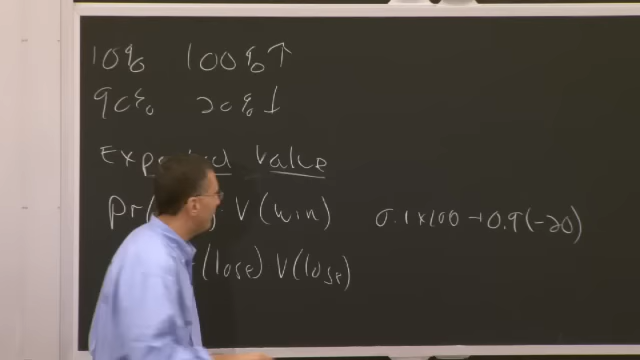 10% 100% ↑
90% 20% ↓
Expected value
pr( V(win) 0.1×100 + 0.9(-20)
(lose) V(lose)